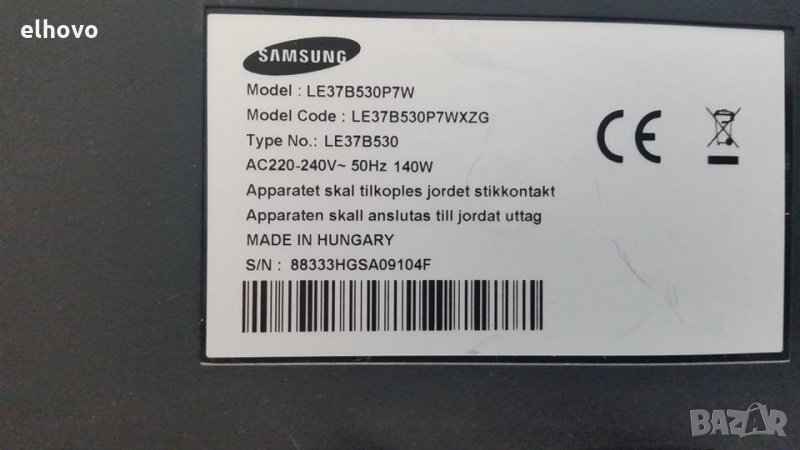 elhovo
SAMSUNG
Model : LE37B530P7W
Model Code : LE37B530P7WXZG
Type No.: LE37B530
AC220-240V~ 50Hz 140W
Apparatet skal tilkoples jordet stikkontakt
Apparaten skall anslutas till jordat uttag
MADE IN HUNGARY
S/N : 88333HGSA09104F
CE
BAZAR